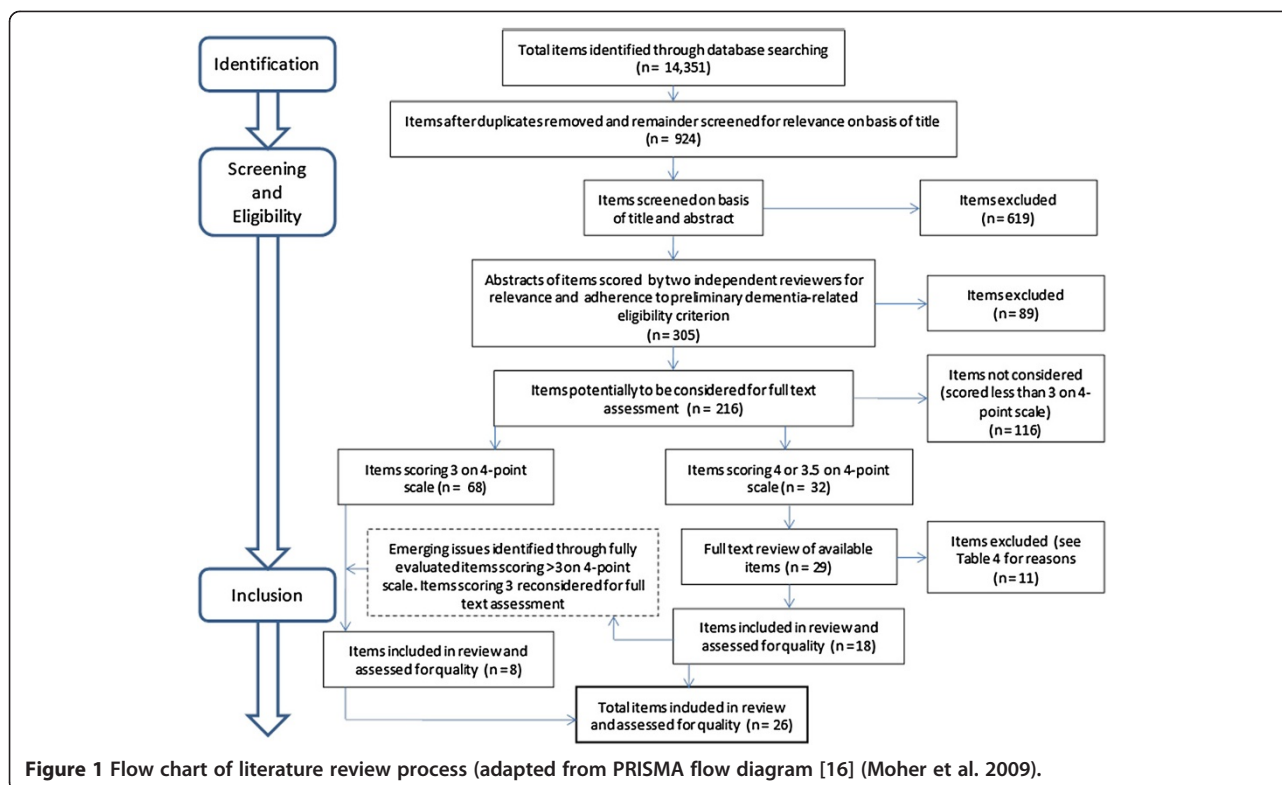 Identification
Total items identified through database searching
(n = 14,351)
Items after duplicates removed and remainder screened for relevance on basis of title
(n = 924)
Screening
and
Eligibility
Items screened on basis
of title and abstract
Items excluded
(n = 619)
Abstracts of items scored by two independent reviewers for
relevance and adherence to preliminary dementia-related
eligibility criterion
(n = 305)
Items excluded
(n = 89)
Items potentially to be considered for full text
assessment (n = 216)
Items not considered
(scored less than 3 on 4-
point scale)
(n = 116)
Items scoring 3 on 4-point
scale (n = 68)
Items scoring 4 or 3.5 on 4-point
scale (n = 32)
Emerging issues identified through fully
evaluated items scoring >3 on 4-point
scale. Items scoring 3 reconsidered for full
text assessment
Full text review of available
items (n = 29)
Items excluded (see
Table 4 for reasons
(n = 11)
Inclusion
Items included in review and
assessed for quality (n = 8)
Items included in review and
assessed for quality (n = 18)
Total items included in review
and assessed for quality (n = 26)
Figure 1 Flow chart of literature review process (adapted from PRISMA flow diagram [16] (Moher et al. 2009).